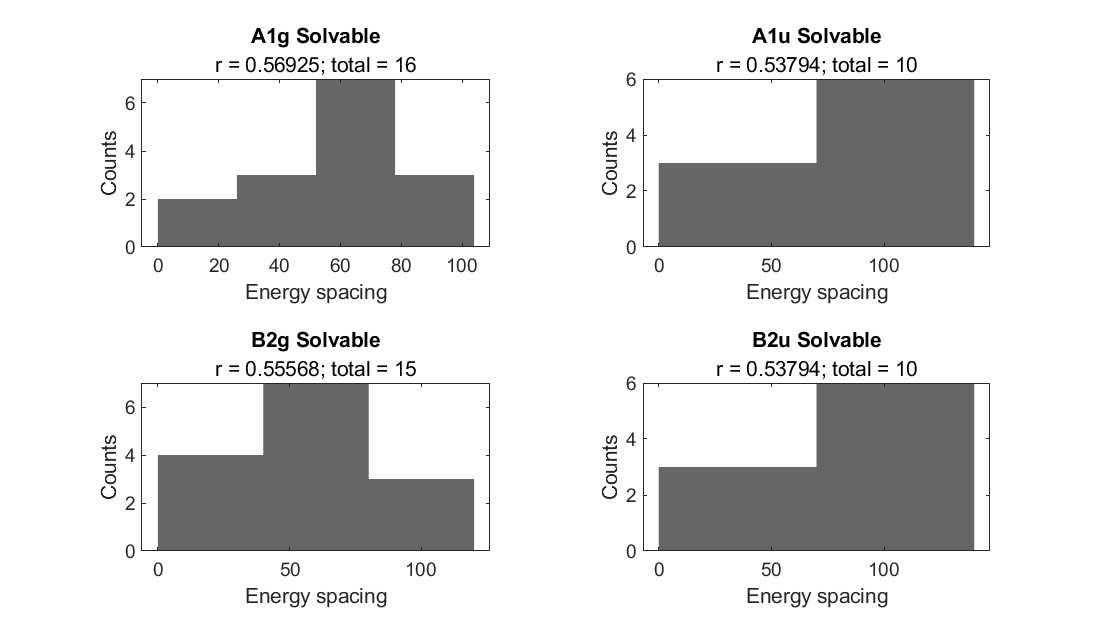 A1g Solvable
r = 0.56925; total = 16
6
4
2
0
Counts
0 20 40 60 80 100
Energy spacing
A1u Solvable
r = 0.53794; total = 10
6
4
2
0
Counts
0 50 100
Energy spacing
B2g Solvable
r = 0.55568; total = 15
6
4
2
0
Counts
0 50 100
Energy spacing
B2u Solvable
r = 0.53794; total = 10
6
4
2
0
Counts
0 50 100
Energy spacing